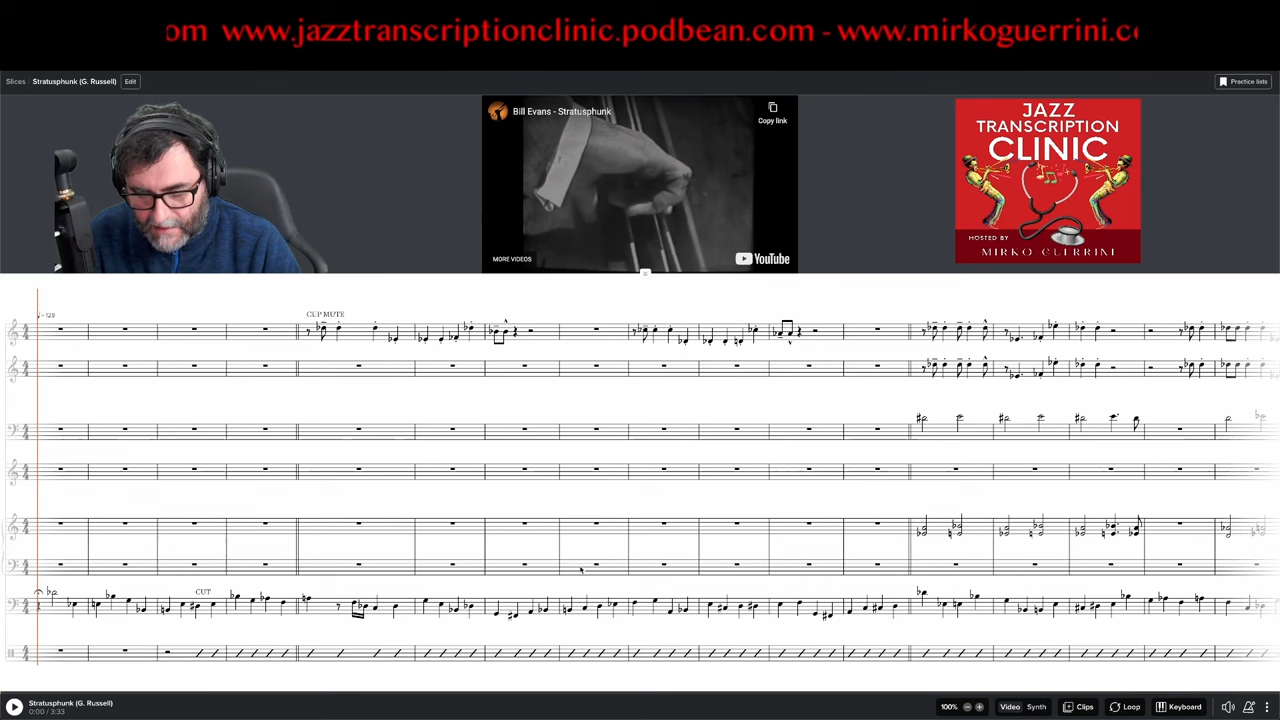 om www.jazztranscriptionclinic.podbean.com - www.mirkoguerrini.c
Slices Stratusphunk (G. Russell) Edit
Practice lists
Bill Evans - Stratusphunk
Copy link
MORE VIDEOS
YouTube
JAZZ
TRANSCRIPTION
CLINIC
HOSTED BY
MIRKO GUERRINI
♩ = 128
CUP MUTE
CUT
Stratusphunk (G. Russell)
0:00 / 3:33
100% Video Synth Clips Loop Keyboard